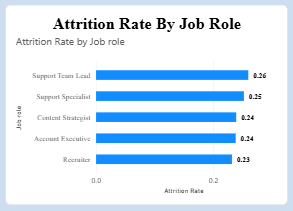 Attrition Rate By Job Role
Attrition Rate by Job role
Support Team Lead 0.26
Support Specialist 0.25
Content Strategist 0.24
Account Executive 0.24
Recruiter 0.23
Job role
0.0 0.2
Attrition Rate